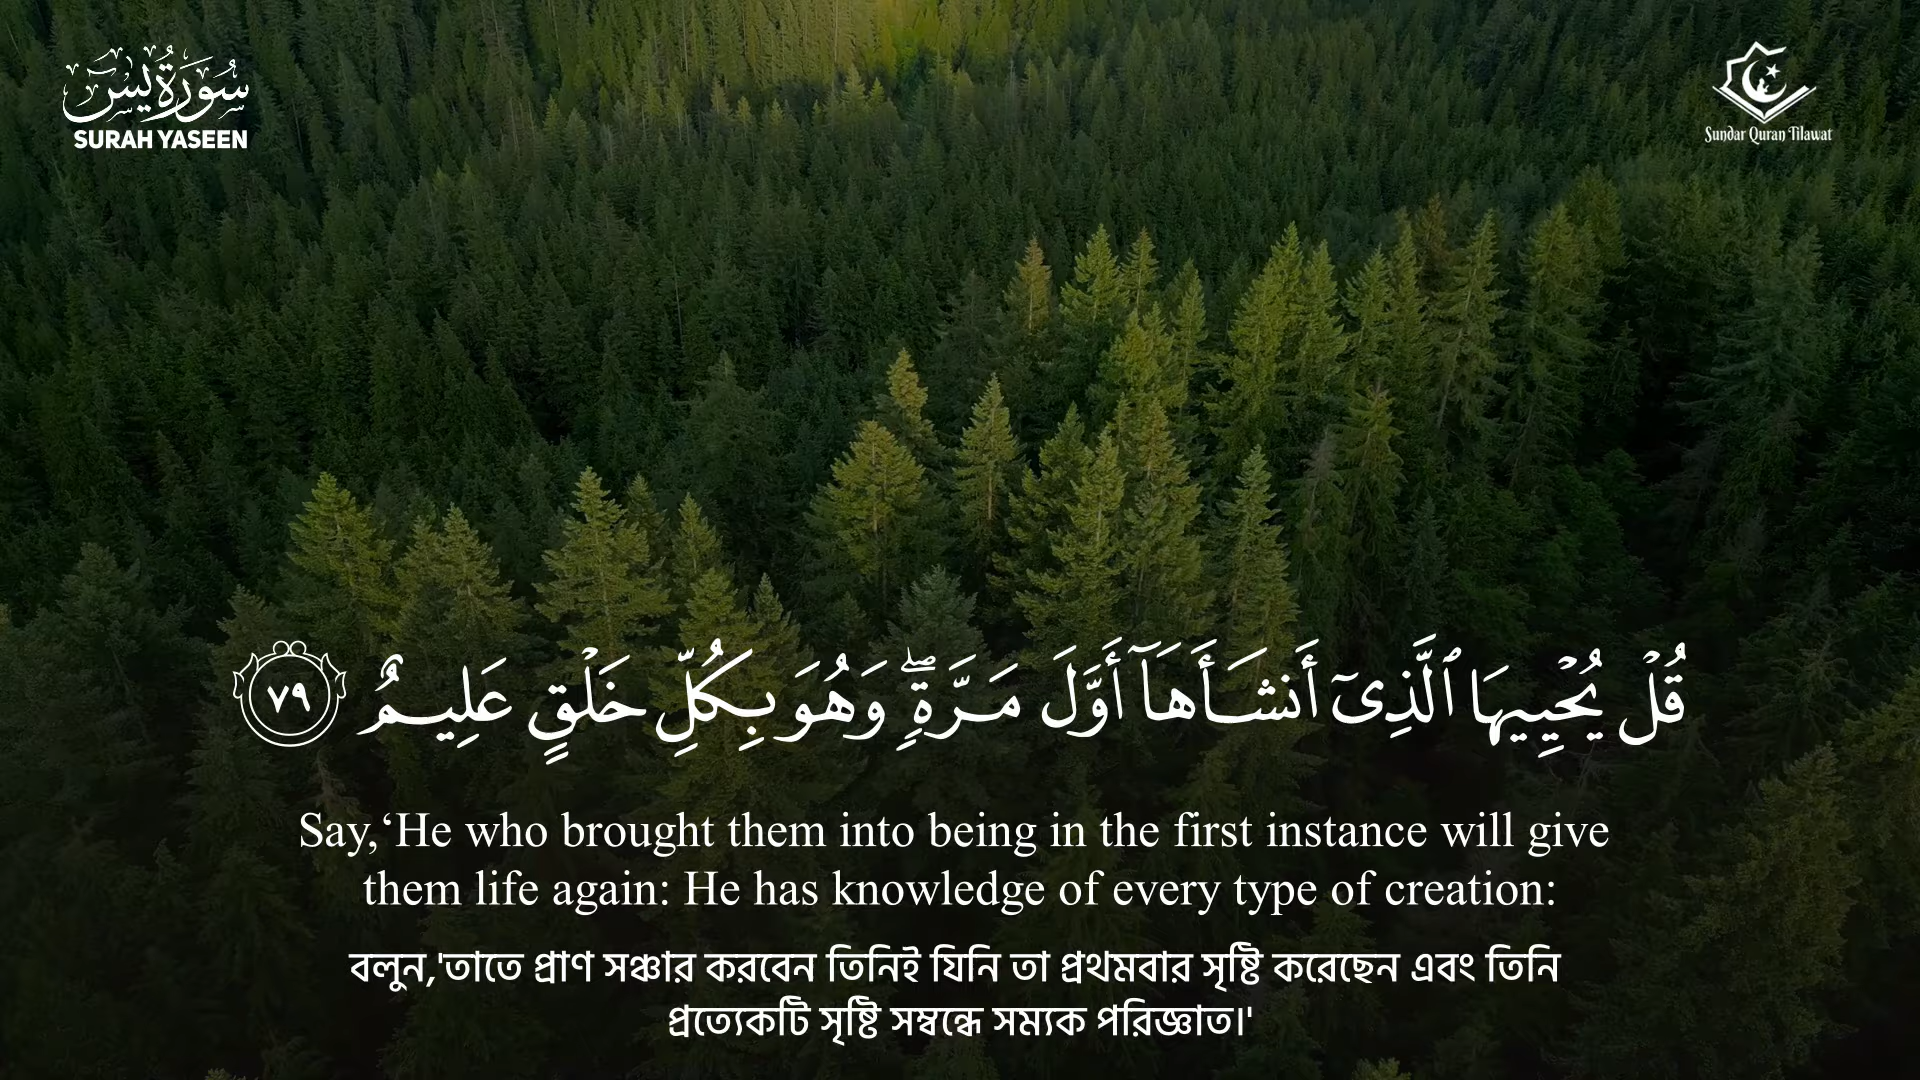 سُورَةُ يس
SURAH YASEEN
Sundar Quran Tilawat
قُلْ يُحْيِيهَا ٱلَّذِىٓ أَنشَأَهَآ أَوَّلَ مَرَّةٍۢ ۖ وَهُوَ بِكُلِّ خَلْقٍ عَلِيمٌ ٧٩
Say,‘He who brought them into being in the first instance will give
them life again: He has knowledge of every type of creation:
বলুন,'তাতে প্রাণ সঞ্চার করবেন তিনিই যিনি তা প্রথমবার সৃষ্টি করেছেন এবং তিনি
প্রত্যেকটি সৃষ্টি সম্বন্ধে সম্যক পরিজ্ঞাত।'